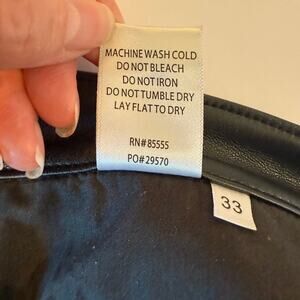 MACHINE WASH COLD
DO NOT BLEACH
DO NOT IRON
DO NOT TUMBLE DRY
LAY FLAT TO DRY
RN# 85555
PO#29570
33